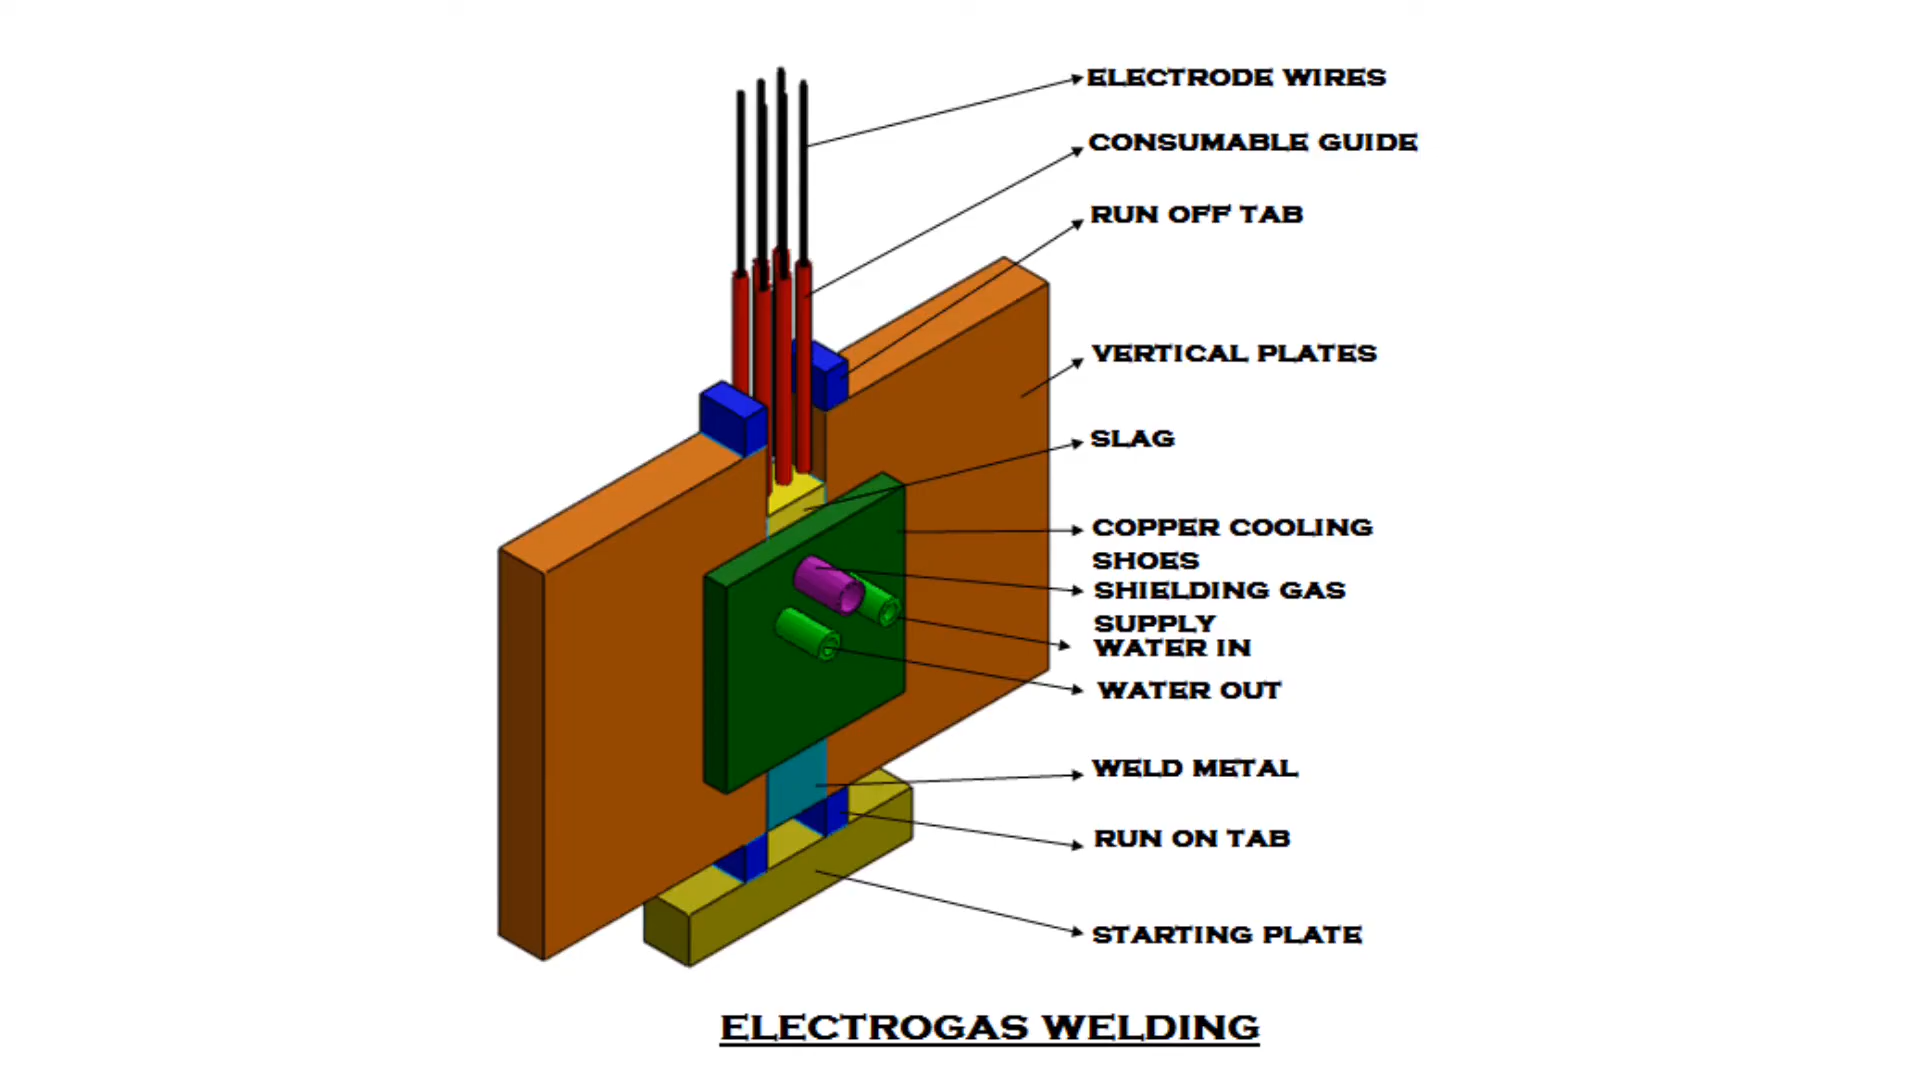 ELECTRODE WIRES
CONSUMABLE GUIDE
RUN OFF TAB
VERTICAL PLATES
SLAG
COPPER COOLING
SHOES
SHIELDING GAS
SUPPLY
WATER IN
WATER OUT
WELD METAL
RUN ON TAB
STARTING PLATE
ELECTROGAS WELDING